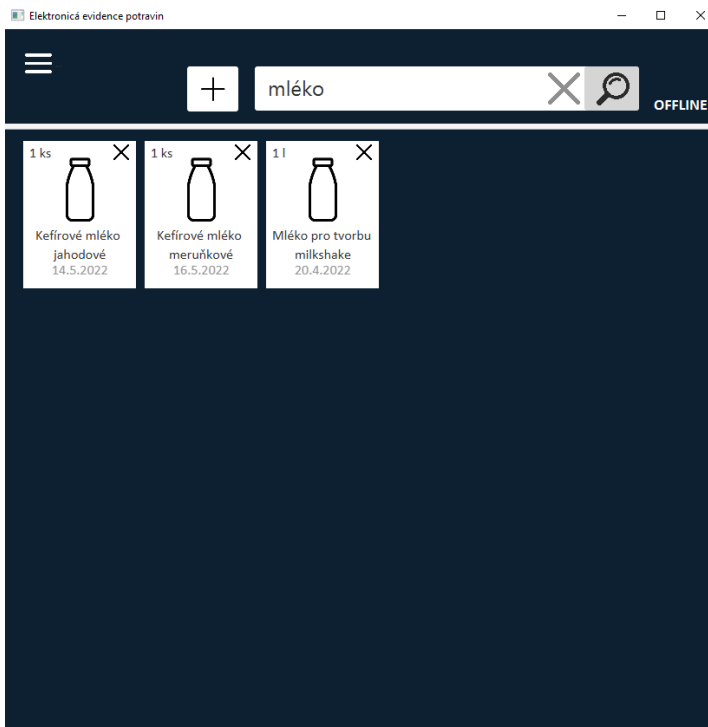 Elektronická evidence potravin
mléko
OFFLINE
1 ks
Kefírové mléko
jahodové
14.5.2022
1 ks
Kefírové mléko
meruňkové
16.5.2022
1 l
Mléko pro tvorbu
milkshake
20.4.2022